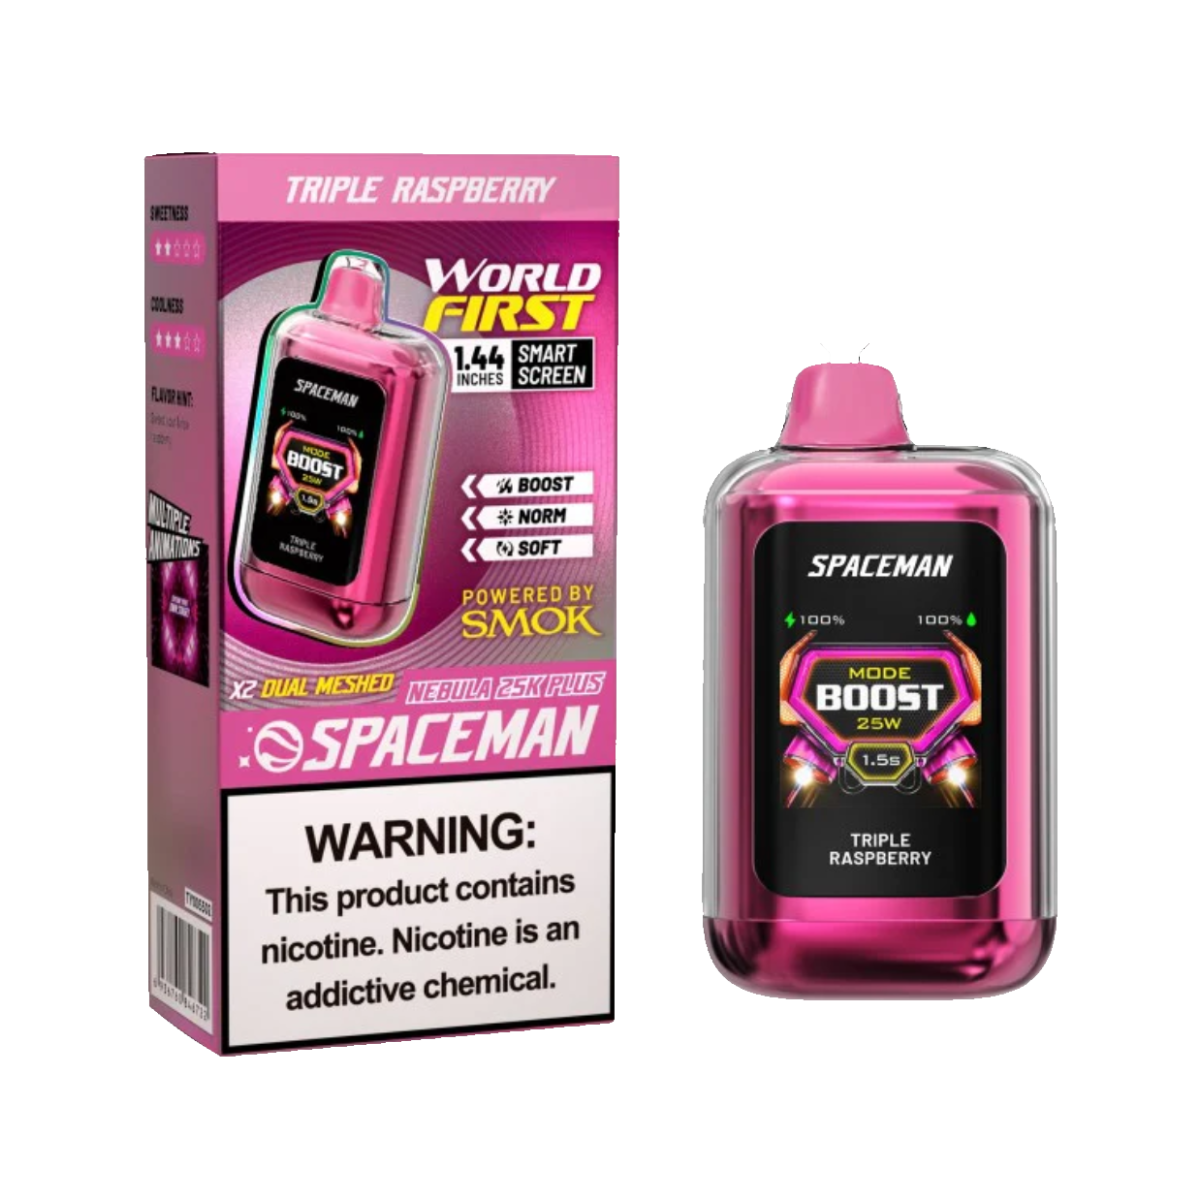 TRIPLE RASPBERRY
SWEETNESS
COOLNESS
FLAVOR HINT:
MULTIPLE
ANIMATIONS
WORLD
FIRST
1.44
INCHES
SMART
SCREEN
SPACEMAN
100%
100%
MODE
BOOST
25W
TRIPLE
RASPBERRY
BOOST
NORM
SOFT
POWERED BY
SMOK
X2 DUAL MESHED
NEBULA 25K PLUS
SPACEMAN
WARNING:
This product contains
nicotine. Nicotine is an
addictive chemical.
SPACEMAN
100%
100%
MODE
BOOST
25W
1.5s
TRIPLE
RASPBERRY